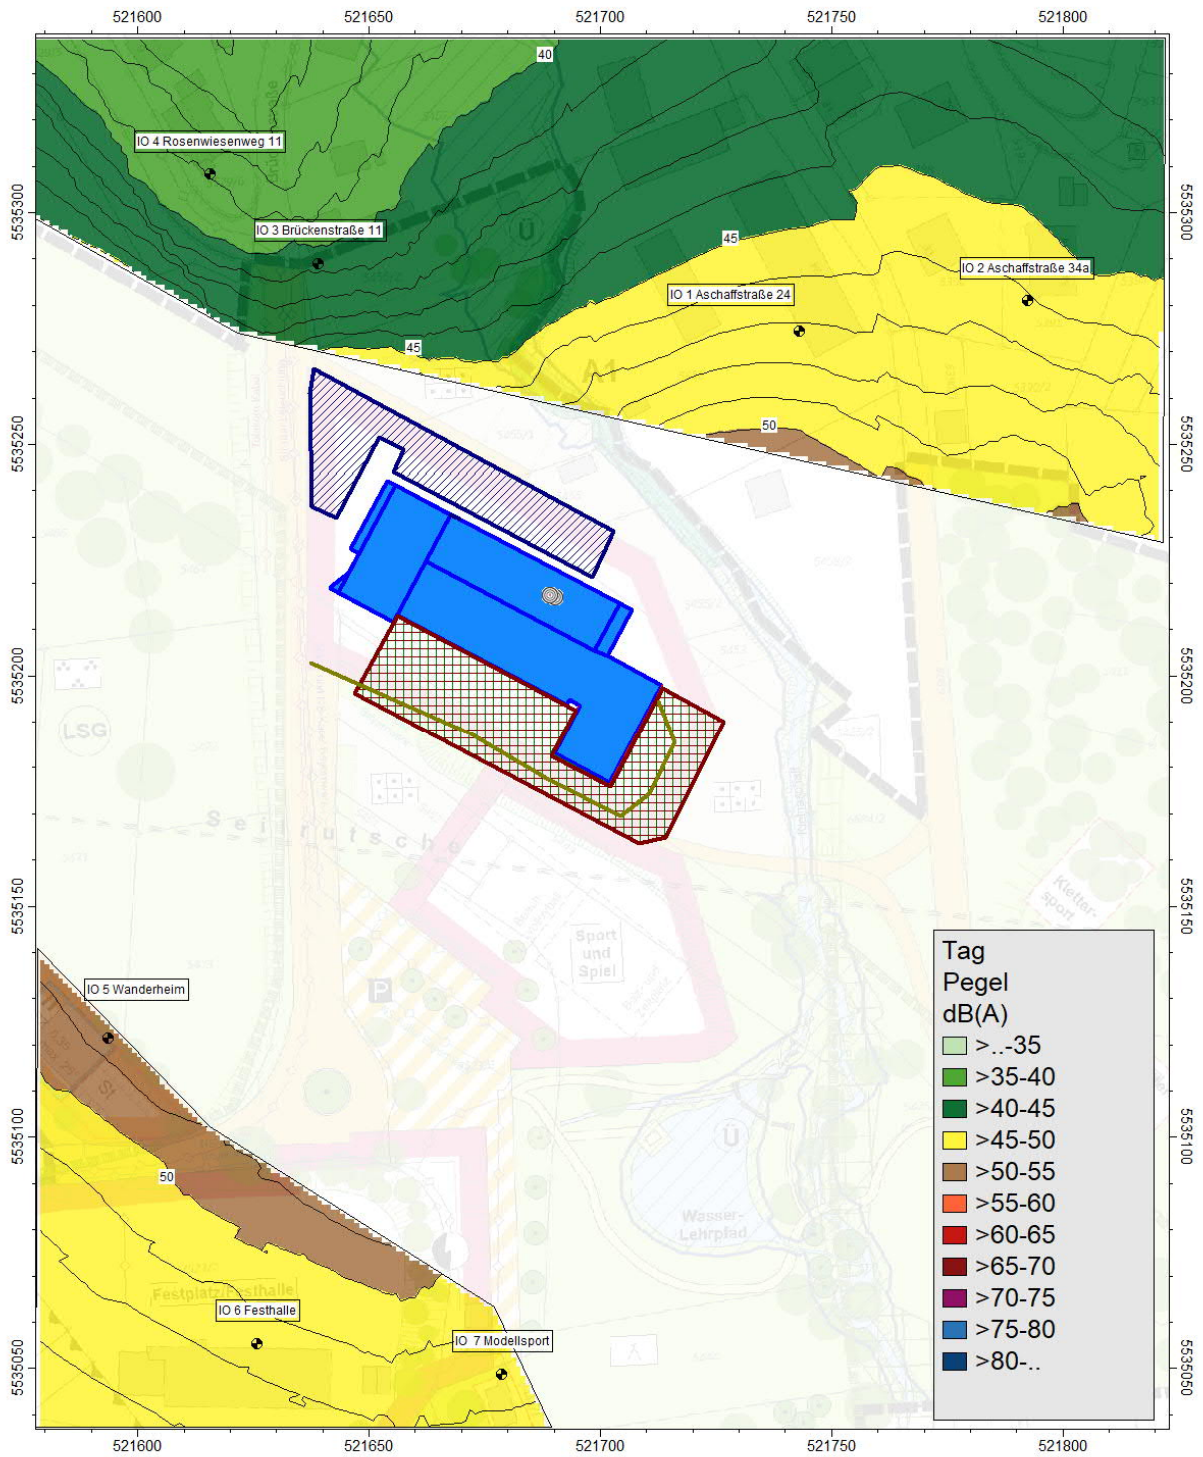 521600
521650
521700
521750
521800
40
IO 4 Rosenwiesenweg 11
5535300
5535300
IO 3 Brückenstraße 11
Ü
45
IO 2 Aschaffstraße 34a
IO 1 Aschaffstraße 24
45
A1
50
5535250
5535250
5535200
5535200
LSG
Seilrutsche
5535150
5535150
Kletter-
sport
Sport
und
Spiel
P
IO 5 Wanderheim
St
5535100
5535100
Ü
50
Wasser-
Lehrpfad
Festplatz/Festhalle
IO 6 Festhalle
IO 7 Modellsport
5535050
5535050
Tag
Pegel
dB(A)
>..-35
>35-40
>40-45
>45-50
>50-55
>55-60
>60-65
>65-70
>70-75
>75-80
>80-..
521600
521650
521700
521750
521800